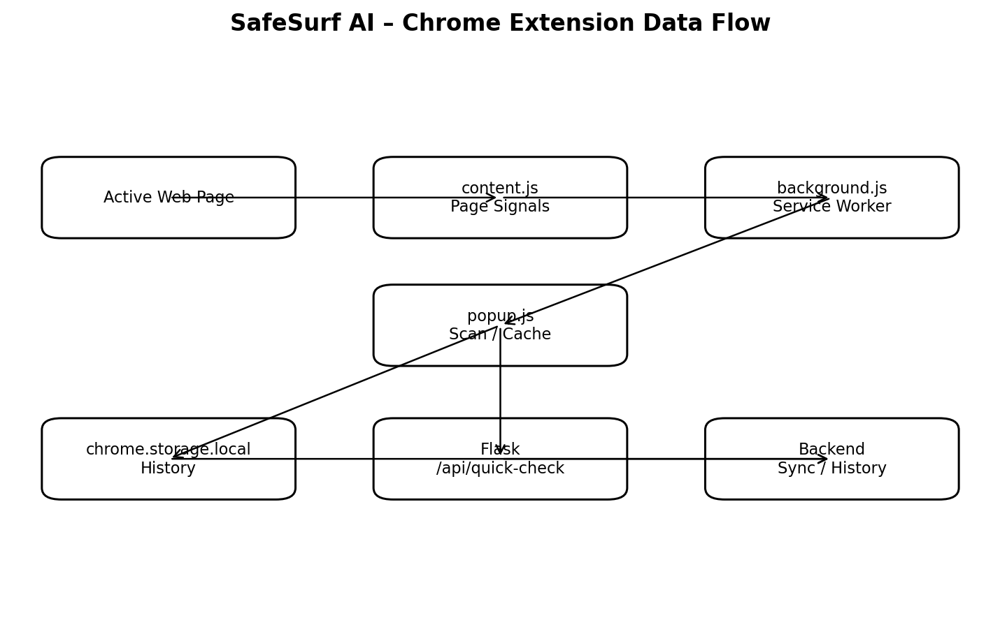 SafeSurf AI – Chrome Extension Data Flow
Active Web Page
content.js
Page Signals
background.js
Service Worker
popup.js
Scan / Cache
chrome.storage.local
History
Flask
/api/quick-check
Backend
Sync / History